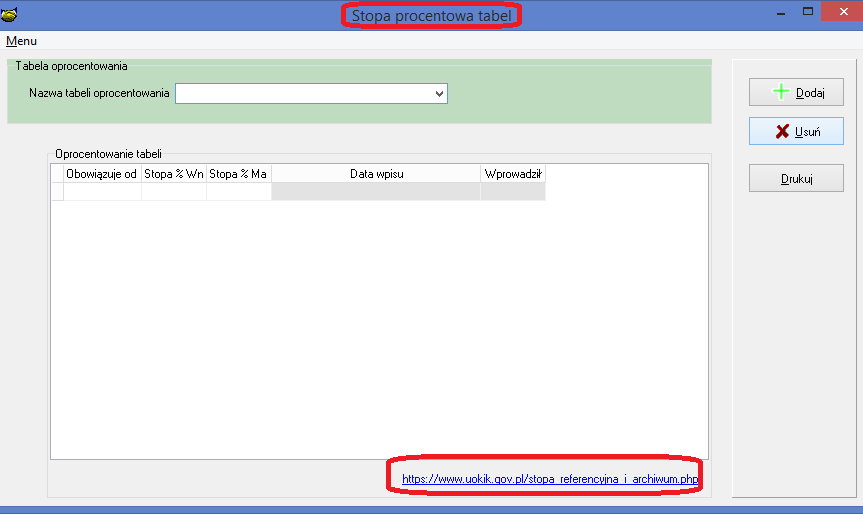 Stopa procentowa tabel
Menu
Tabela oprocentowania
Nazwa tabeli oprocentowania
Dodaj
Usuń
Drukuj
Oprocentowanie tabeli
Obowiązuje od Stopa % Wn Stopa % Ma Data wpisu Wprowadził
https://www.uokik.gov.pl/stopa_referencyjna_i_archiwum.php